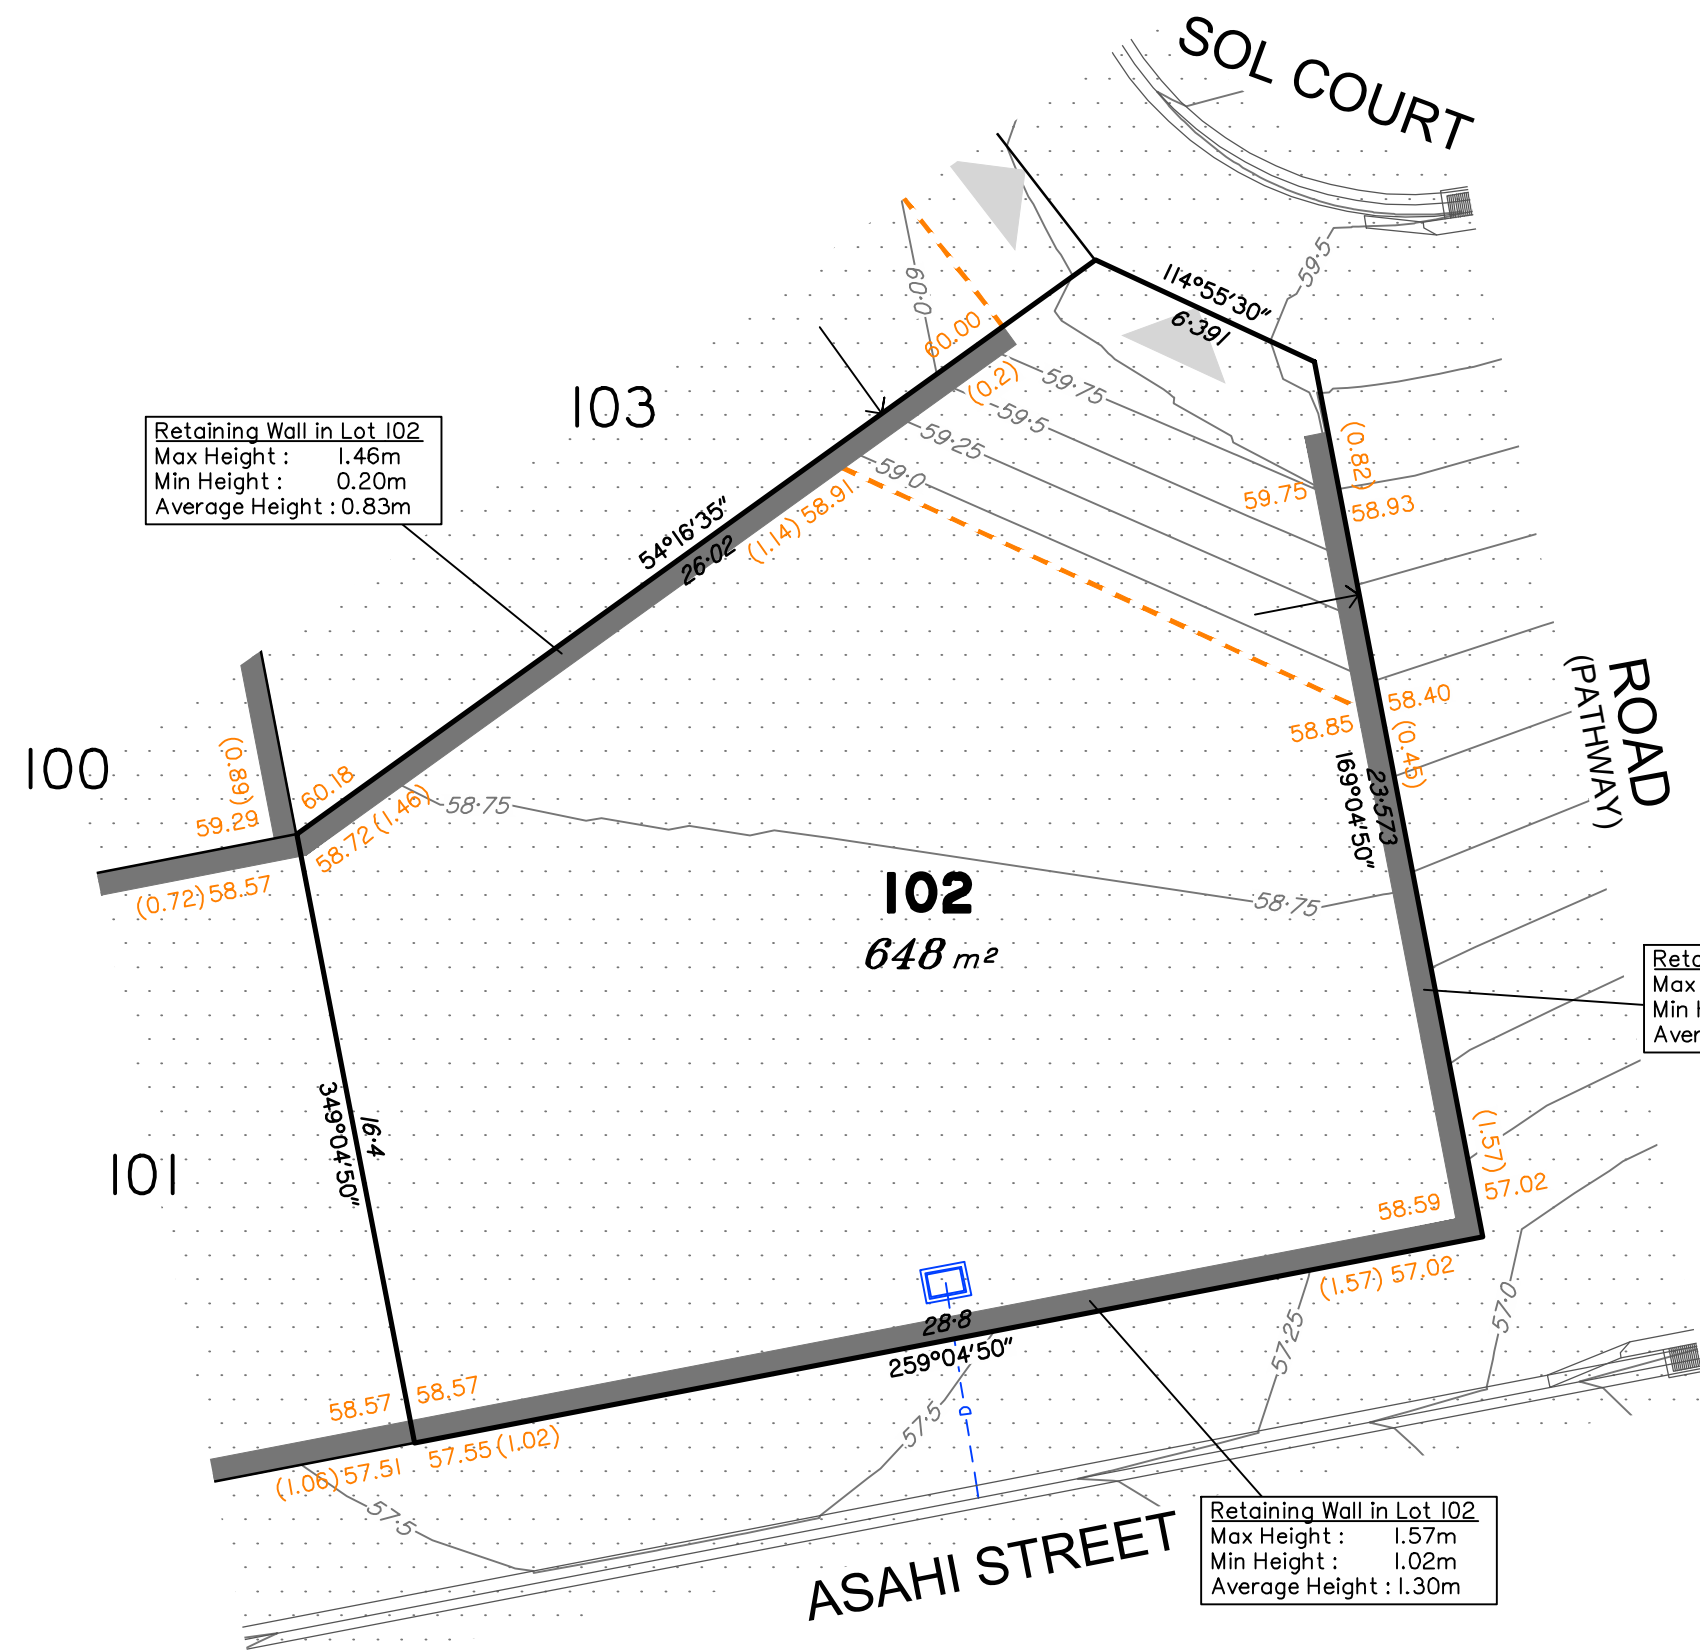 SOL COURT
59·5
114°55'30"
6·391
60·0
60.00
(0.2)
59·75
103
59·5
59·25
59·0
Retaining Wall in Lot 102
Max Height : 1.46m
Min Height : 0.20m
Average Height : 0.83m
(0.82)
59.75
58.93
54°16'35"
26·02
(1.14) 58.91
ROAD
(PATHWAY)
58.40
58.85
(0.45)
23·573
169°04'50"
100
(0.89)
59.29
60.18
58.72 (1.46)
58·75
(0.72) 58.57
102
648 m²
58·75
Reta
Max
Min H
Aver
101
16·4
349°04'50"
(1.57)
57.02
58.59
(1.57) 57.02
28·8
259°04'50"
58.57
58.57
57.55 (1.02)
(1.06) 57.51
57·5
57·5
D
57·25
57·0
ASAHI STREET
Retaining Wall in Lot 102
Max Height : 1.57m
Min Height : 1.02m
Average Height : 1.30m